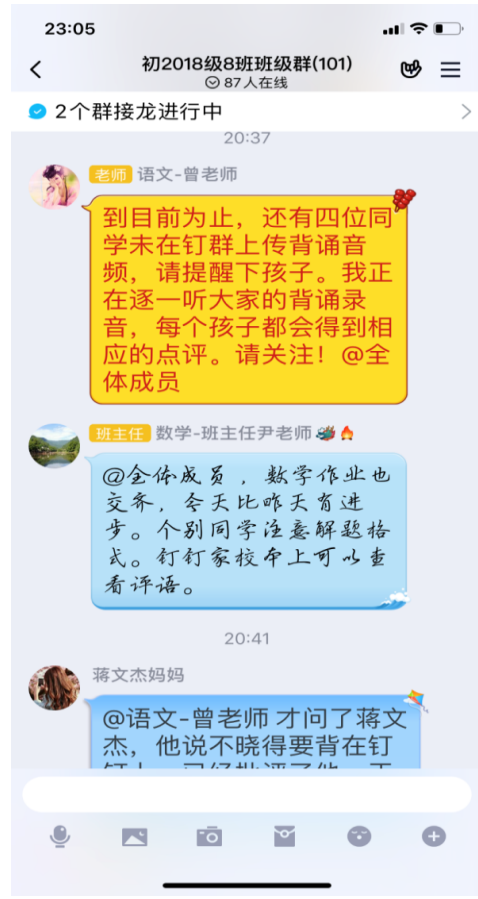 23:05
初2018级8班班级群(101)
87人在线
2个群接龙进行中
20:37
老师 语文-曾老师
到目前为止，还有四位同
学未在钉群上传背诵音
频，请提醒下孩子。我正
在逐一听大家的背诵录
音，每个孩子都会得到相
应的点评。请关注！@全
体成员
班主任 数学-班主任尹老师
@全体成员，数学作业也
交齐，今天比昨天有进
步。个别同学注意解题格
式。钉钉家校本上可以查
看评语。
20:41
蒋文杰妈妈
@语文-曾老师 才问了蒋文
杰，他说不晓得要背在钉